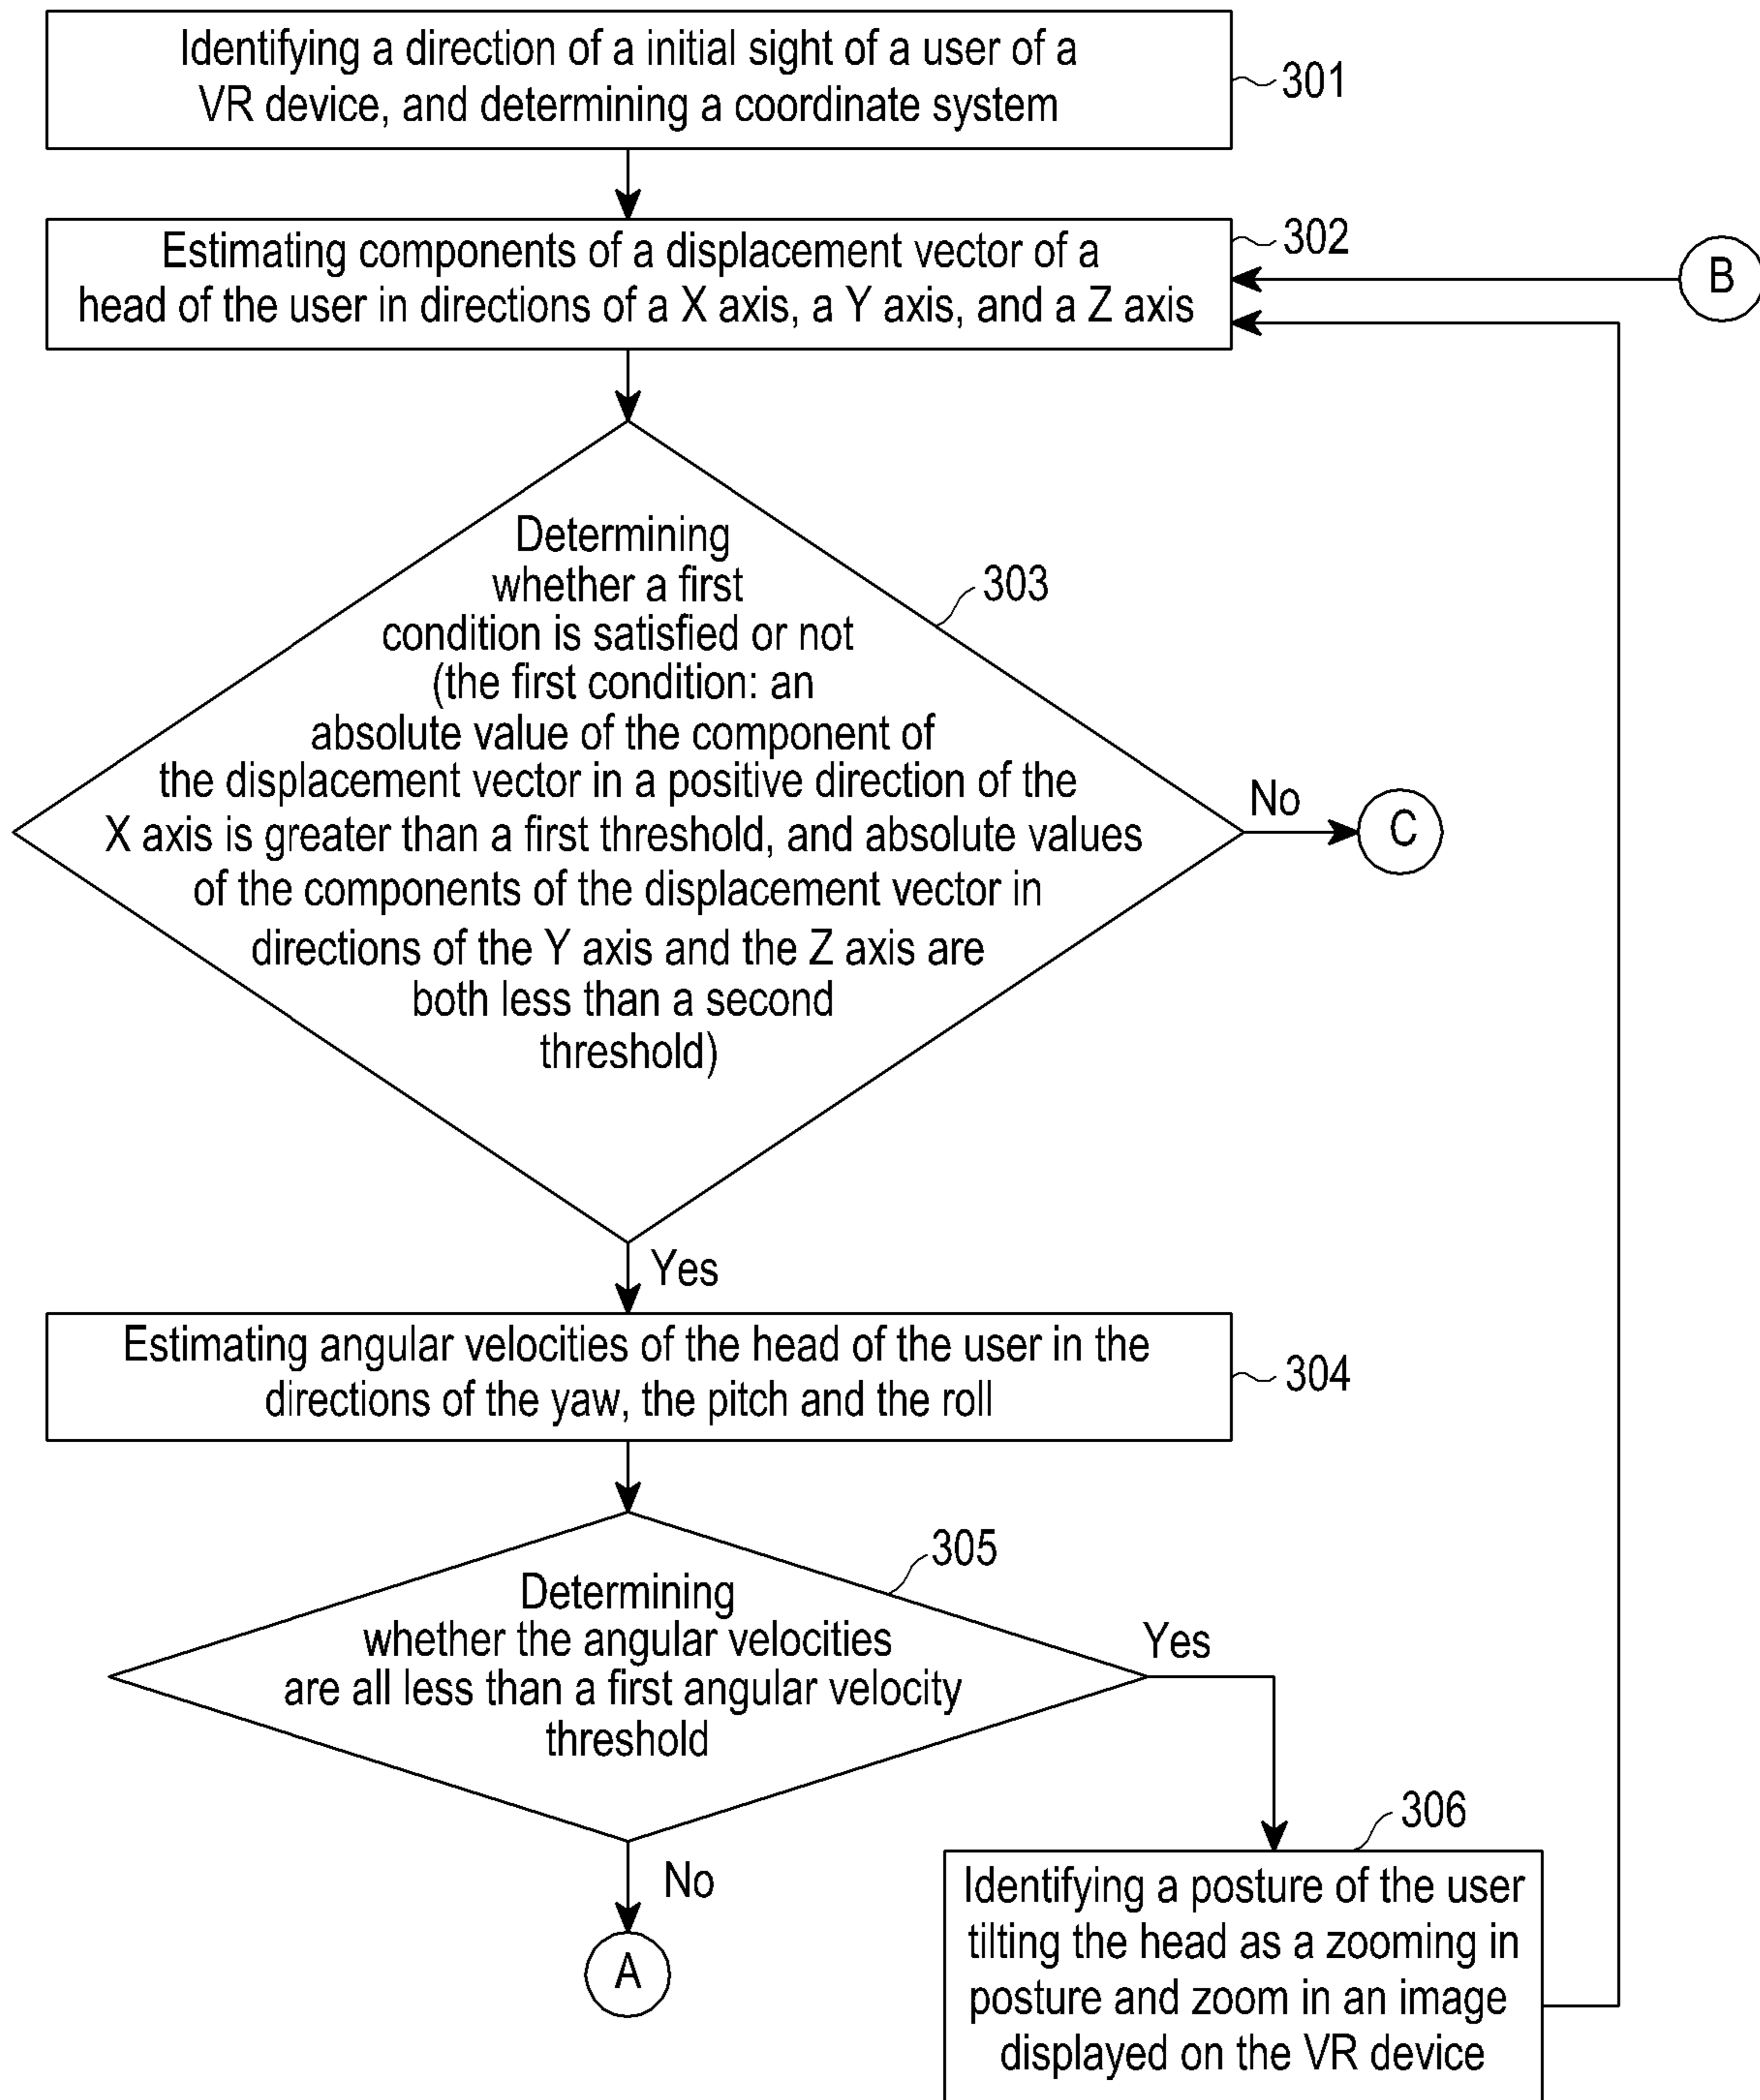 Identifying a direction of a initial sight of a user of a
VR device, and determining a coordinate system
301
Estimating components of a displacement vector of a
head of the user in directions of a X axis, a Y axis, and a Z axis
302
B
Determining
whether a first
condition is satisfied or not
(the first condition: an
absolute value of the component of
the displacement vector in a positive direction of the
X axis is greater than a first threshold, and absolute values
of the components of the displacement vector in
directions of the Y axis and the Z axis are
both less than a second
threshold)
303
No
C
Yes
Estimating angular velocities of the head of the user in the
directions of the yaw, the pitch and the roll
304
Determining
whether the angular velocities
are all less than a first angular velocity
threshold
305
Yes
No
A
306
Identifying a posture of the user
tilting the head as a zooming in
posture and zoom in an image
displayed on the VR device